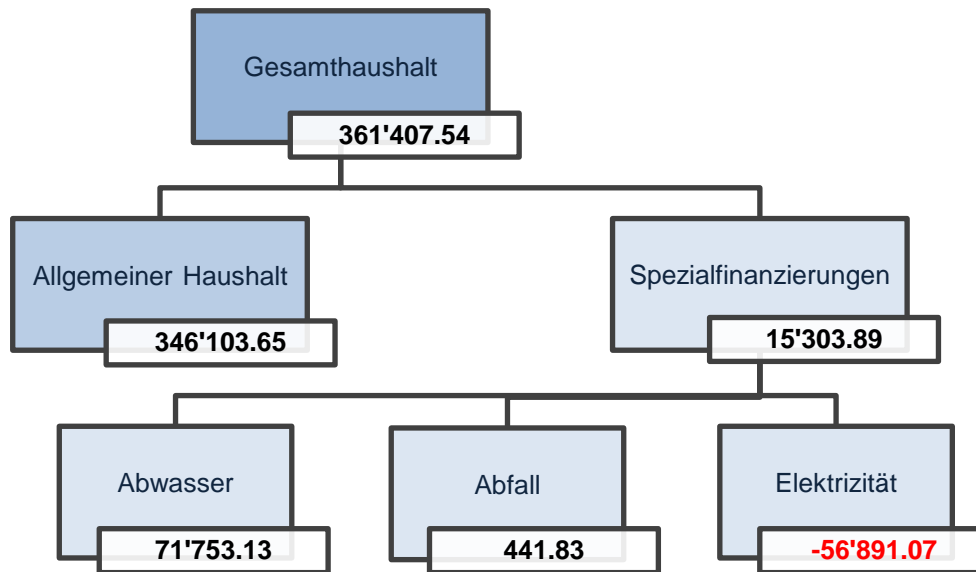 Gesamthaushalt
361'407.54
Allgemeiner Haushalt
346'103.65
Spezialfinanzierungen
15'303.89
Abwasser
71'753.13
Abfall
441.83
Elektrizität
-56'891.07